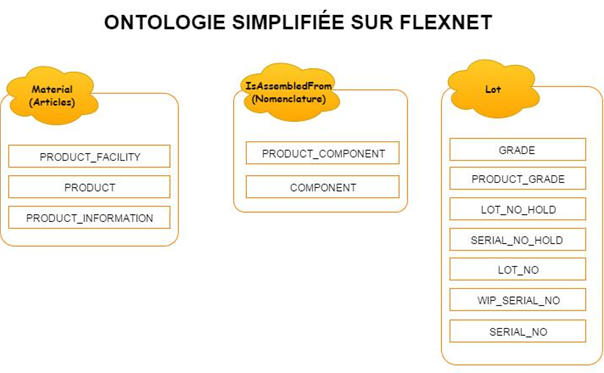 ONTOLOGIE SIMPLIFIÉE SUR FLEXNET
Material
(Articles)
PRODUCT_FACILITY
PRODUCT
PRODUCT_INFORMATION
IsAssembledFrom
(Nomenclature)
PRODUCT_COMPONENT
COMPONENT
Lot
GRADE
PRODUCT_GRADE
LOT_NO_HOLD
SERIAL_NO_HOLD
LOT_NO
WIP_SERIAL_NO
SERIAL_NO